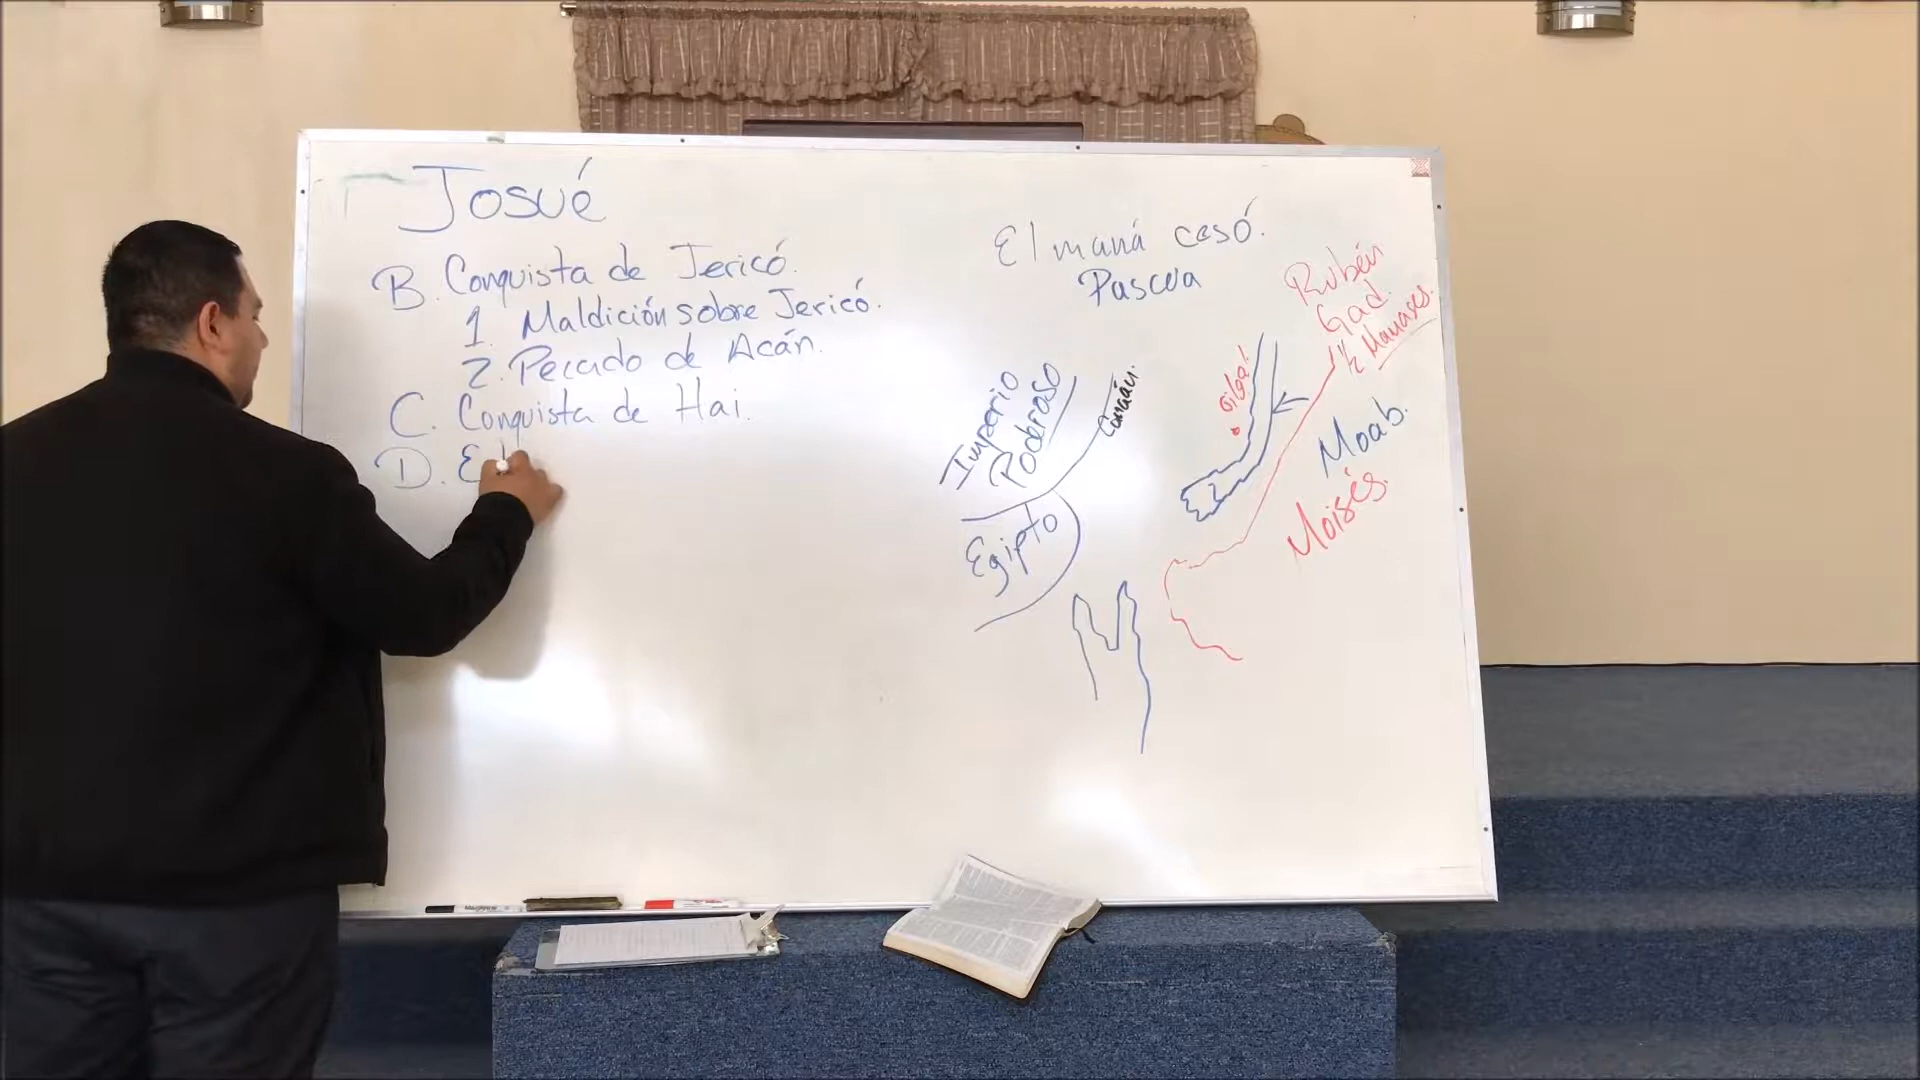 Josué
B. Conquista de Jericó.
1. Maldición sobre Jericó.
2. Pecado de Acán.
C. Conquista de Hai.
D. E
El maná cesó.
Pascua
Rubén
Gad.
1/2 Manasés.
Imperio
Poderoso
Canaán.
Gilgal
Moab.
Moisés.
Egipto